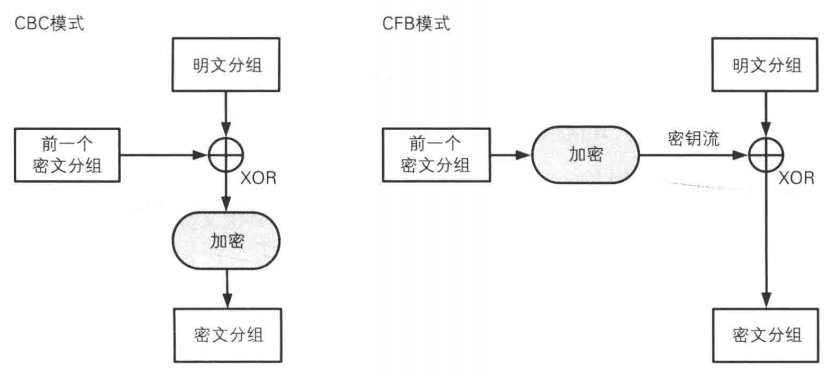 CBC模式
明文分组
前一个
密文分组
XOR
加密
密文分组
CFB模式
明文分组
前一个
密文分组
加密
密钥流
XOR
密文分组